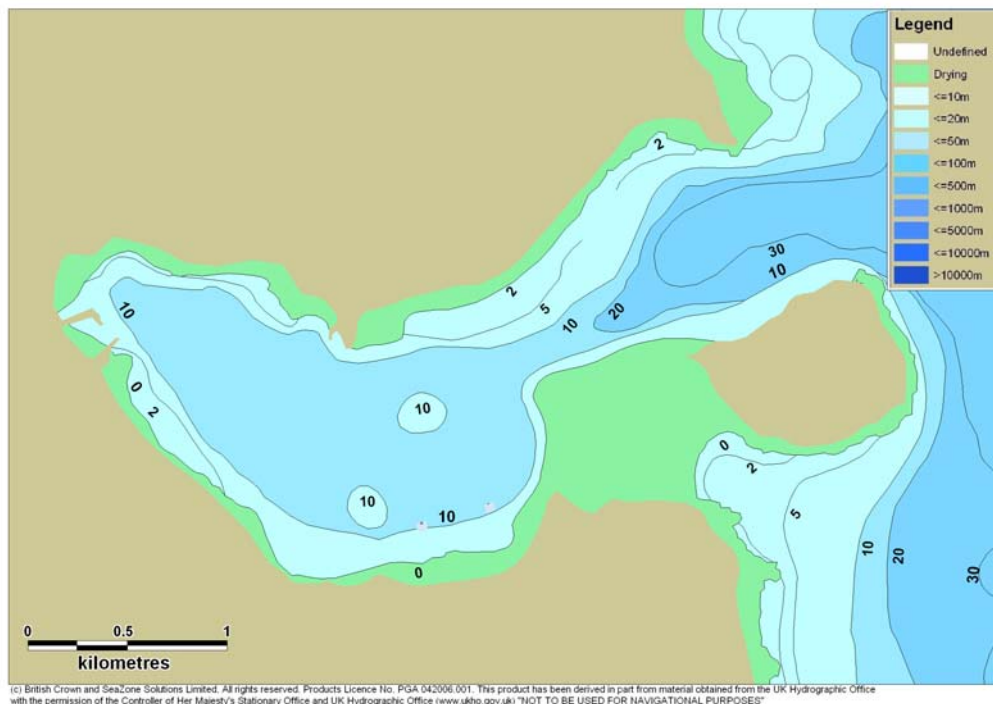 Legend
Undefined
Drying
<=10m
<=20m
<=50m
<=100m
<=500m
<=1000m
<=5000m
<=10000m
>10000m
2
30
10
2
5
10
20
10
0
2
10
10
10
0
0
2
5
10
20
30
0 0.5 1
kilometres
(c) British Crown and SeaZone Solutions Limited. All rights reserved. Products Licence No. PGA 042006.001. This product has been derived in part from material obtained from the UK Hydrographic Office
with the permission of the Controller of Her Majesty's Stationary Office and UK Hydrographic Office (www.ukho.gov.uk) "NOT TO BE USED FOR NAVIGATIONAL PURPOSES"